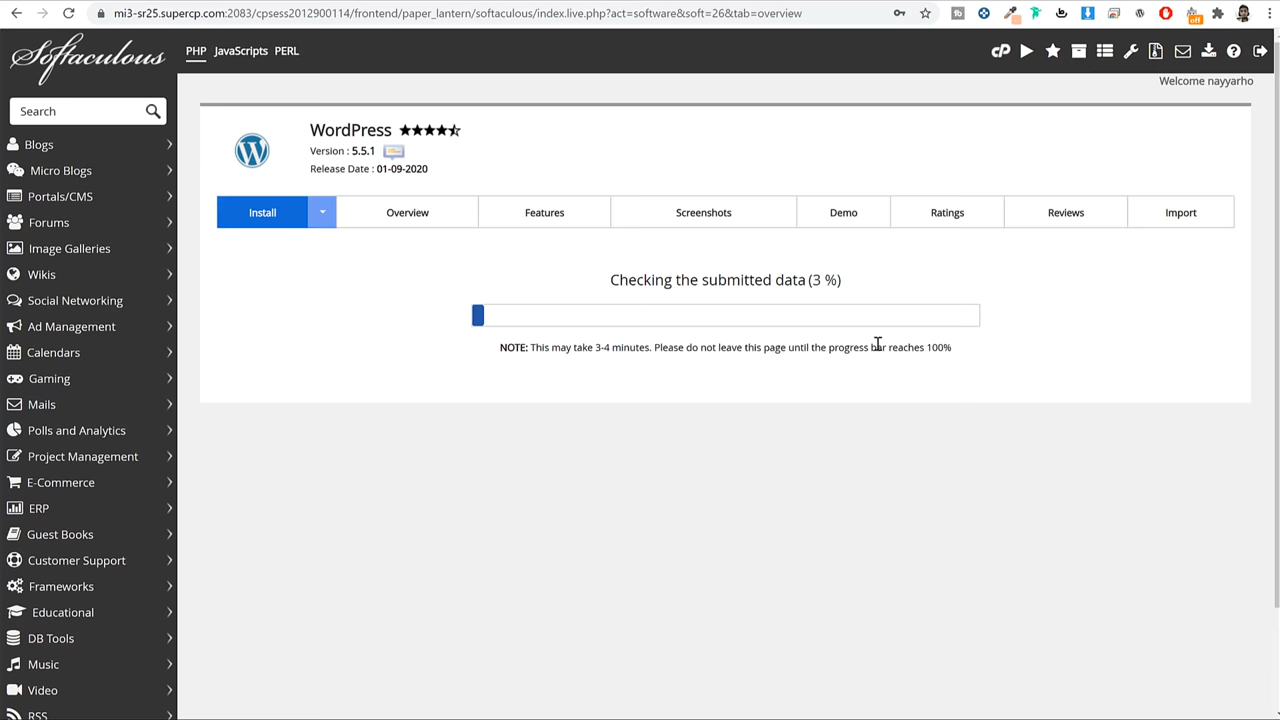 mi3-sr25.supercp.com:2083/cpsess2012900114/frontend/paper_lantern/softaculous/index.live.php?act=software&soft=26&tab=overview
off
Softaculous
PHP JavaScripts PERL
cP
Welcome nayyarho
Search
Blogs
Micro Blogs
Portals/CMS
Forums
Image Galleries
Wikis
Social Networking
Ad Management
Calendars
Gaming
Mails
Polls and Analytics
Project Management
E-Commerce
ERP
Guest Books
Customer Support
Frameworks
Educational
DB Tools
Music
Video
RSS
WordPress
Version : 5.5.1
Release Date : 01-09-2020
Install Overview Features Screenshots Demo Ratings Reviews Import
Checking the submitted data (3 %)
NOTE: This may take 3-4 minutes. Please do not leave this page until the progress bar reaches 100%